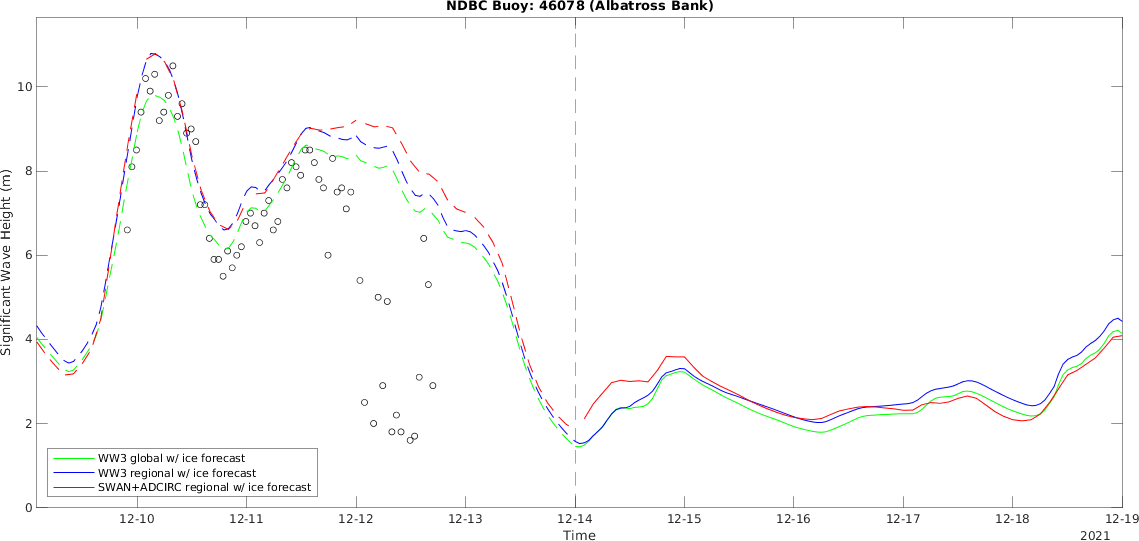 NDBC Buoy: 46078 (Albatross Bank)
Significant Wave Height (m)
10
8
6
4
2
0
WW3 global w/ ice forecast
WW3 regional w/ ice forecast
SWAN+ADCIRC regional w/ ice forecast
12-10 12-11 12-12 12-13 12-14 12-15 12-16 12-17 12-18 12-19
Time
2021